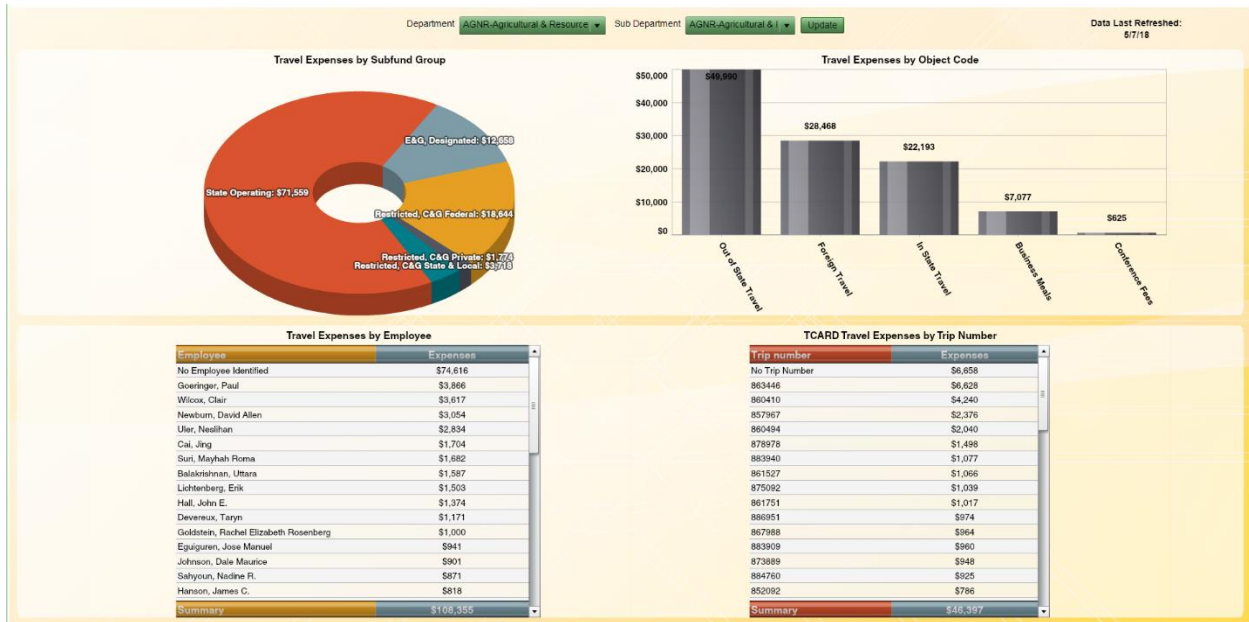 Department AGNR-Agricultural & Resource Sub Department AGNR-Agricultural & I Update
Data Last Refreshed:
5/7/18
Travel Expenses by Subfund Group
E&G, Designated: $12,658
State Operating: $71,559
Restricted, C&G Federal: $18,644
Restricted, C&G Private: $1,774
Restricted, C&G State & Local: $3,718
Travel Expenses by Object Code
$50,000
$40,000
$30,000
$20,000
$10,000
$0
$49,990
$28,468
$22,193
$7,077
$625
Out of State Travel
Foreign Travel
In State Travel
Business Meals
Conference Fees
Travel Expenses by Employee
Employee Expenses
No Employee Identified $74,616
Goeringer, Paul $3,866
Wilcox, Clair $3,617
Newburn, David Allen $3,054
Uler, Neslihan $2,834
Cai, Jing $1,704
Suri, Mayhah Roma $1,682
Balakrishnan, Uttara $1,587
Lichtenberg, Erik $1,503
Hall, John E. $1,374
Devereux, Taryn $1,171
Goldstein, Rachel Elizabeth Rosenberg $1,000
Eguiguren, Jose Manuel $941
Johnson, Dale Maurice $901
Sahyoun, Nadine R. $871
Hanson, James C. $818
Summary $108,355
TCARD Travel Expenses by Trip Number
Trip number Expenses
No Trip Number $6,658
863446 $6,628
860410 $4,240
857967 $2,376
860494 $2,040
878978 $1,498
883940 $1,077
861527 $1,066
875092 $1,039
861751 $1,017
886951 $974
867988 $964
883909 $960
873889 $948
884760 $925
852092 $786
Summary $46,397